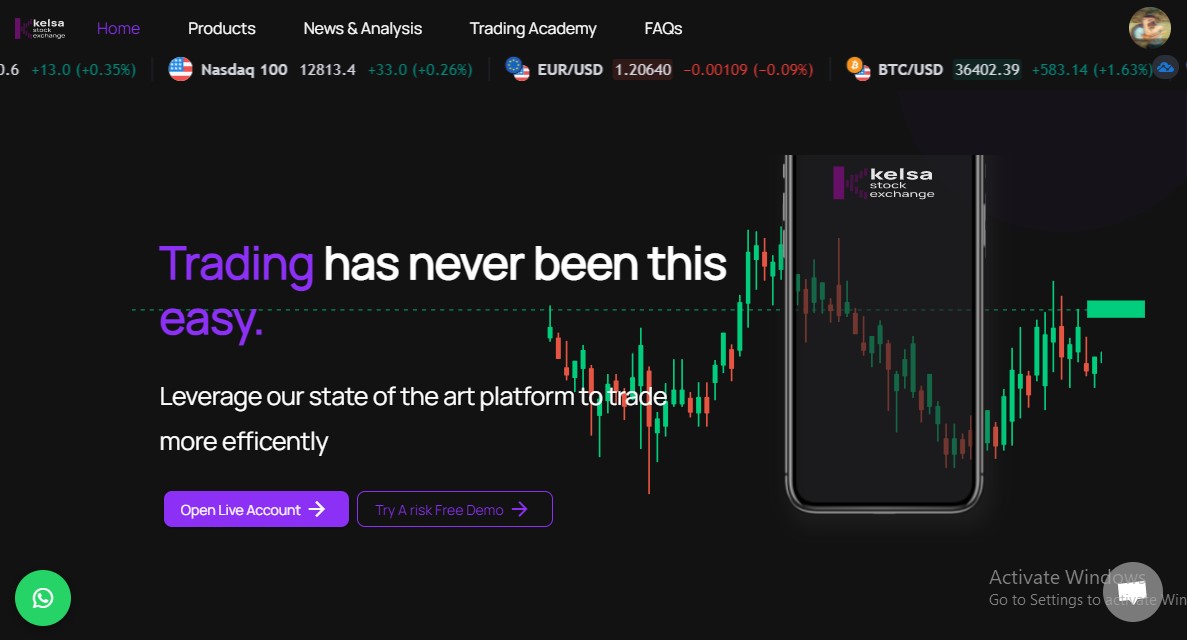 kelsa
stock
exchange
Home Products News & Analysis Trading Academy FAQs
0.6 +13.0 (+0.35%) Nasdaq 100 12813.4 +33.0 (+0.26%) EUR/USD 1.20640 −0.00109 (−0.09%) BTC/USD 36402.39 +583.14 (+1.63%)
kelsa
stock
exchange
Trading has never been this
easy.
Leverage our state of the art platform to trade
more efficently
Open Live Account Try A risk Free Demo
Activate Windows
Go to Settings to activate Win